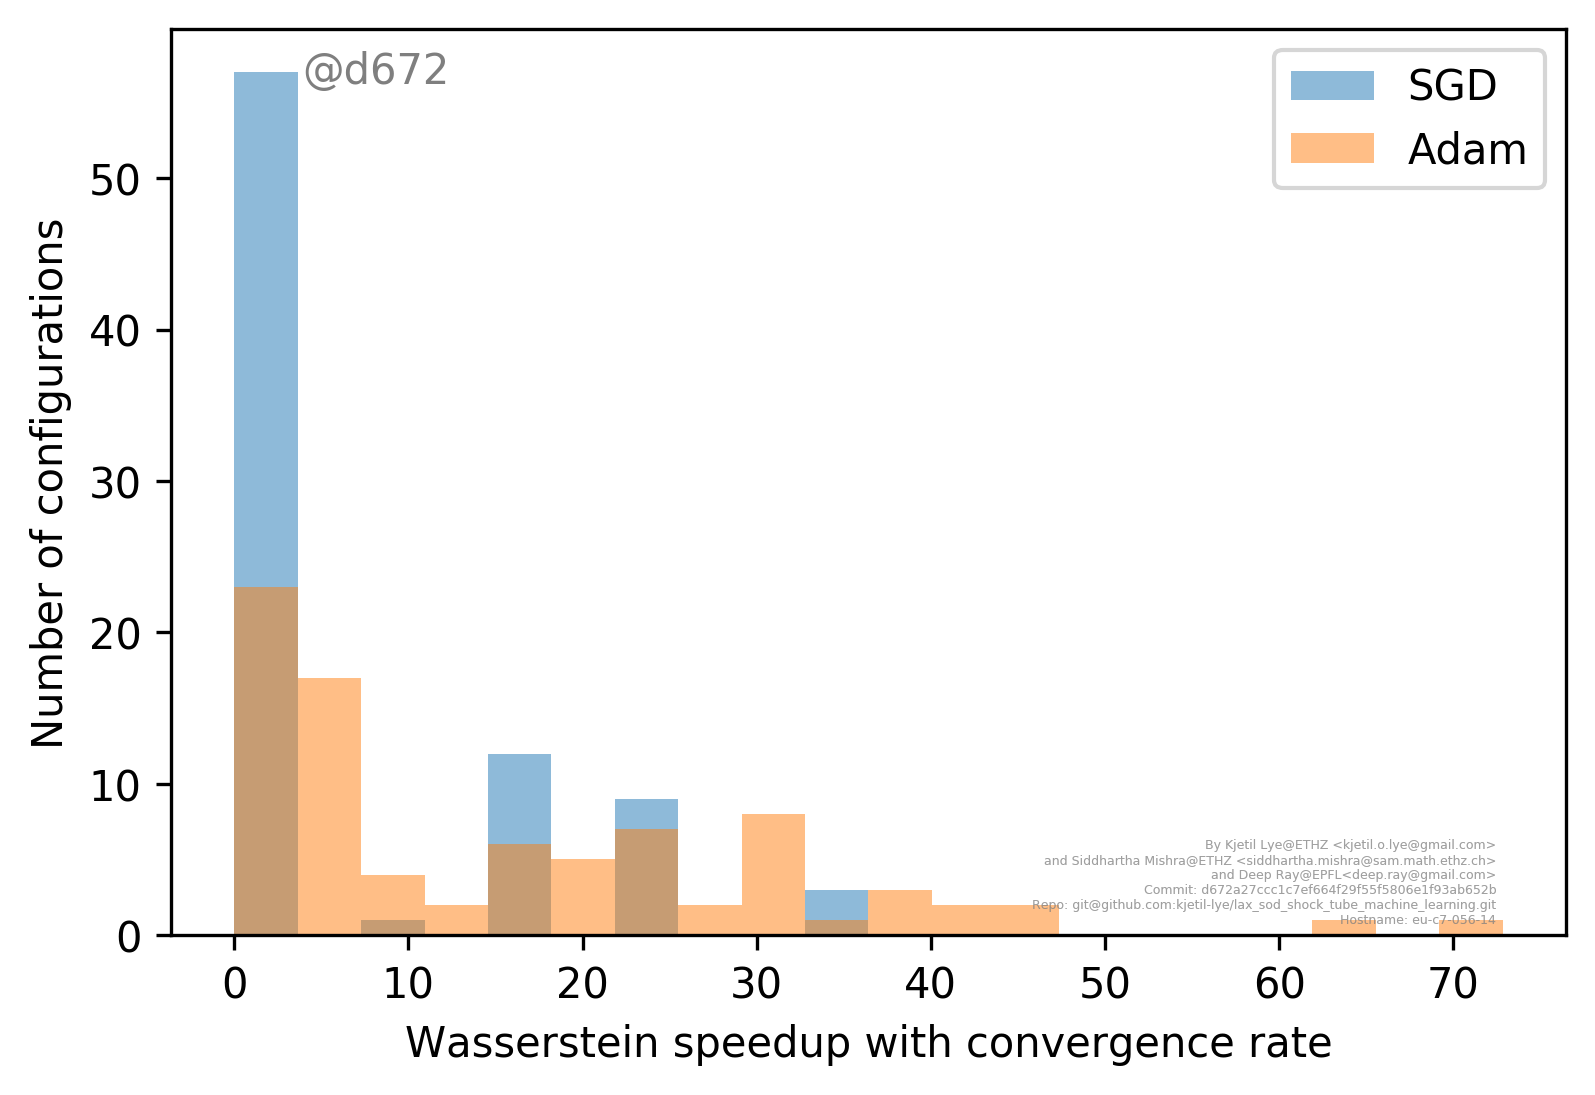 @d672
SGD
Adam
50
40
30
20
10
0
Number of configurations
By Kjetil Lye@ETHZ <kjetil.o.lye@gmail.com>
and Siddhartha Mishra@ETHZ <siddhartha.mishra@sam.math.ethz.ch>
and Deep Ray@EPFL<deep.ray@gmail.com>
Commit: d672a27ccc1c7ef664f29f55f5806e1f93ab652b
Repo: git@github.com:kjetil-lye/lax_sod_shock_tube_machine_learning.git
Hostname: eu-c7-056-14
0 10 20 30 40 50 60 70
Wasserstein speedup with convergence rate